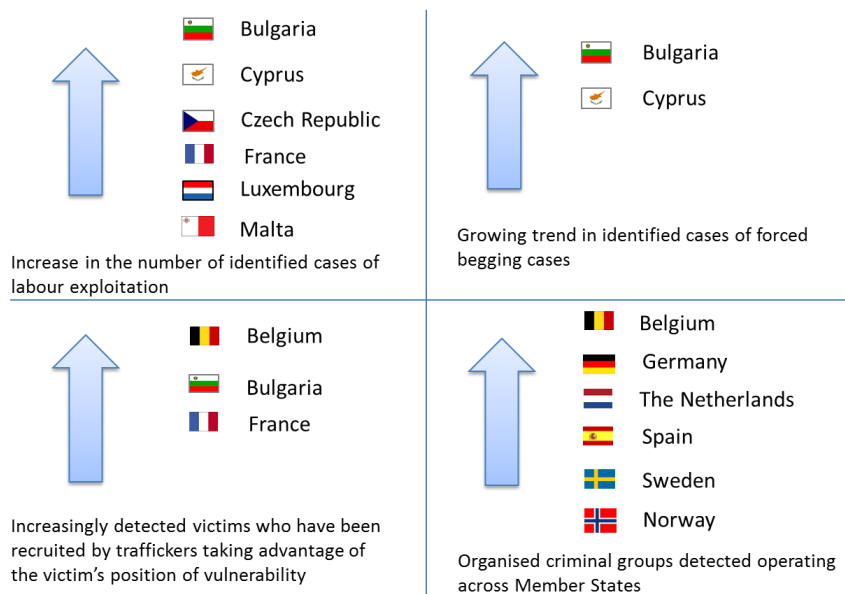 Bulgaria
Cyprus
Czech Republic
France
Luxembourg
Malta
Increase in the number of identified cases of
labour exploitation
Bulgaria
Cyprus
Growing trend in identified cases of forced
begging cases
Belgium
Bulgaria
France
Increasingly detected victims who have been
recruited by traffickers taking advantage of
the victim’s position of vulnerability
Belgium
Germany
The Netherlands
Spain
Sweden
Norway
Organised criminal groups detected operating
across Member States